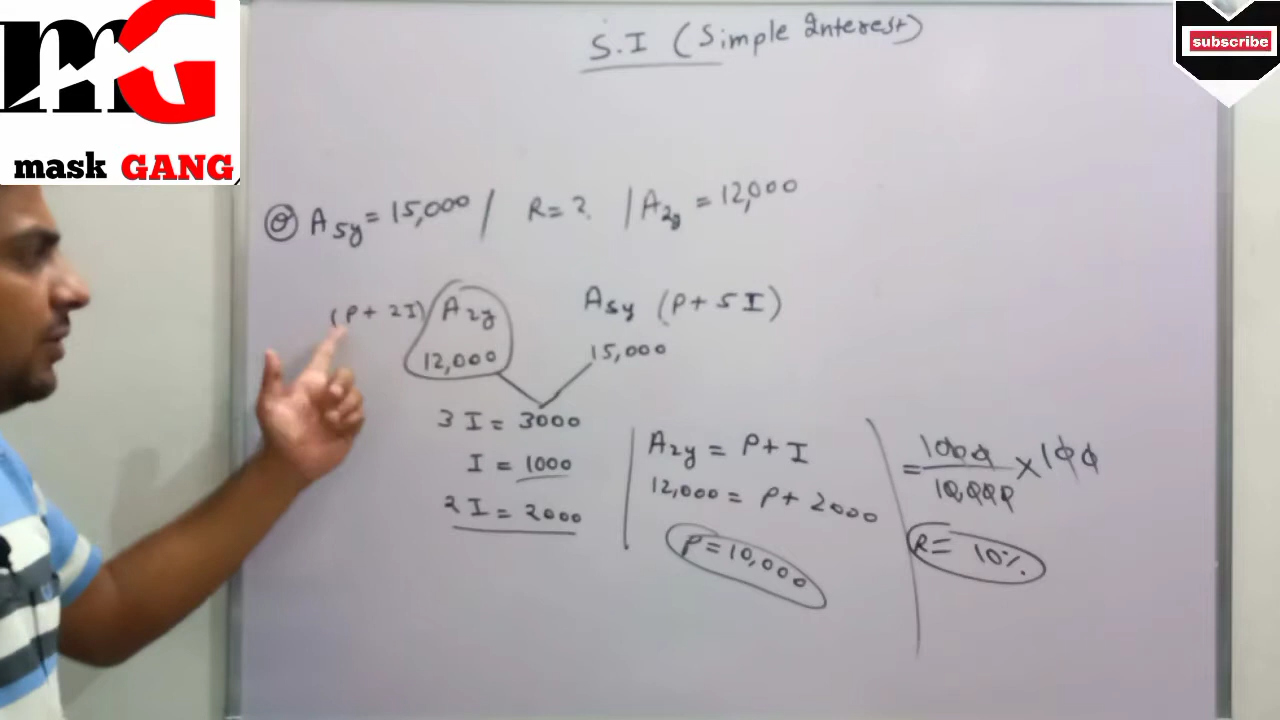 mG
mask GANG
subscribe
S.I (Simple Interest)
Q A5y = 15,000 / R = ? / A2y = 12,000
(P + 2I) A2y A5y (P + 5I)
12,000 15,000
3I = 3000
I = 1000
2I = 2000
A2y = P + I
12,000 = P + 2000
P = 10,000
= 1000/10,000 × 100
R = 10%